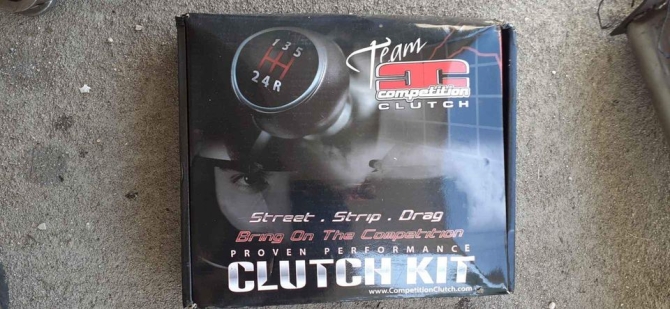 1 3 5
2 4 R
Team
CC
competition
CLUTCH
Street . Strip . Drag
Bring On The Competition
PROVEN PERFORMANCE
CLUTCH KIT
www.CompetitionClutch.com